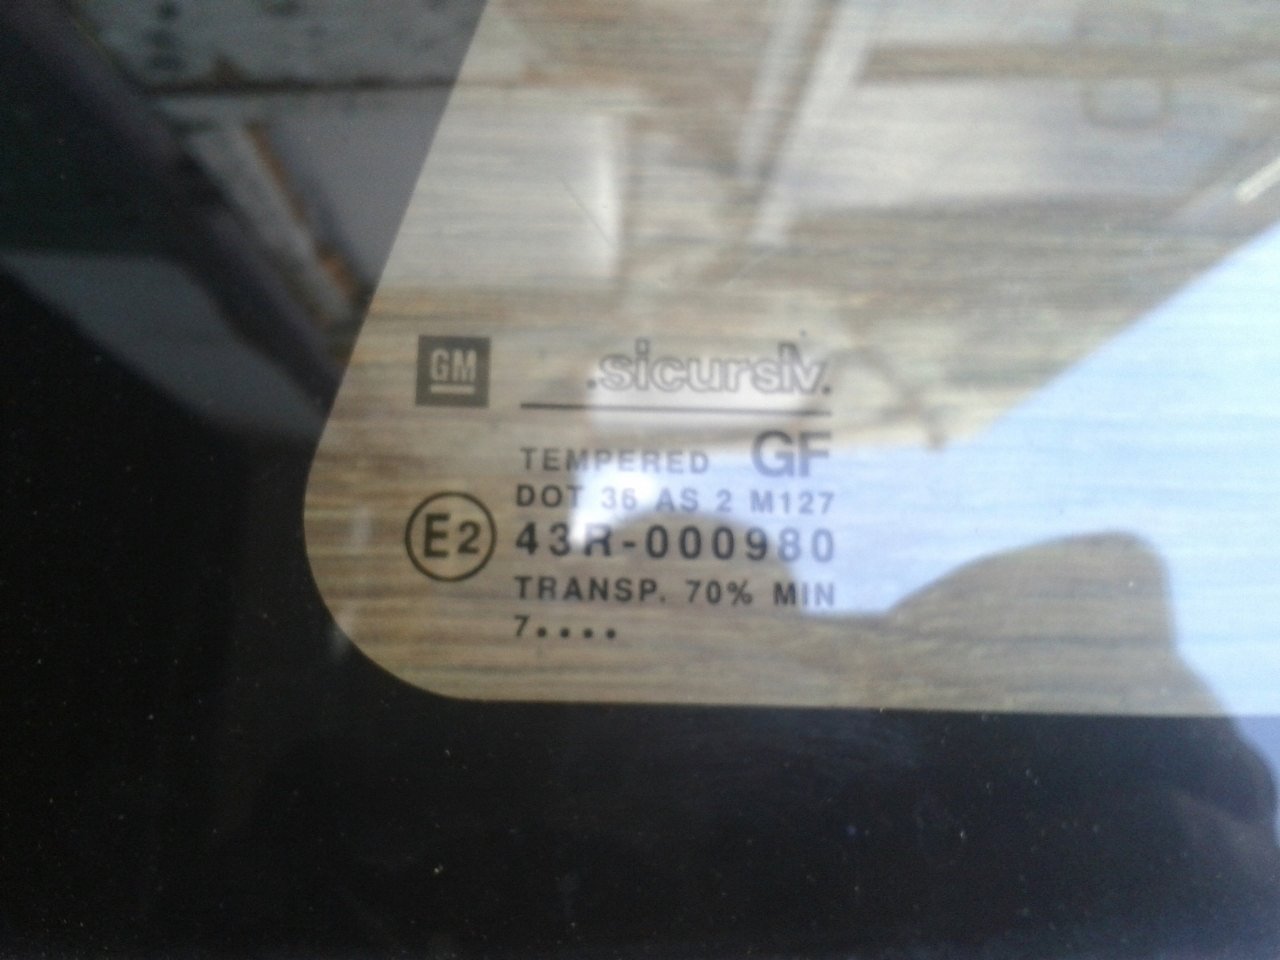 GM
.sicursiv.
TEMPERED GF
DOT 36 AS 2 M127
E2 43R-000980
TRANSP. 70% MIN
7••••